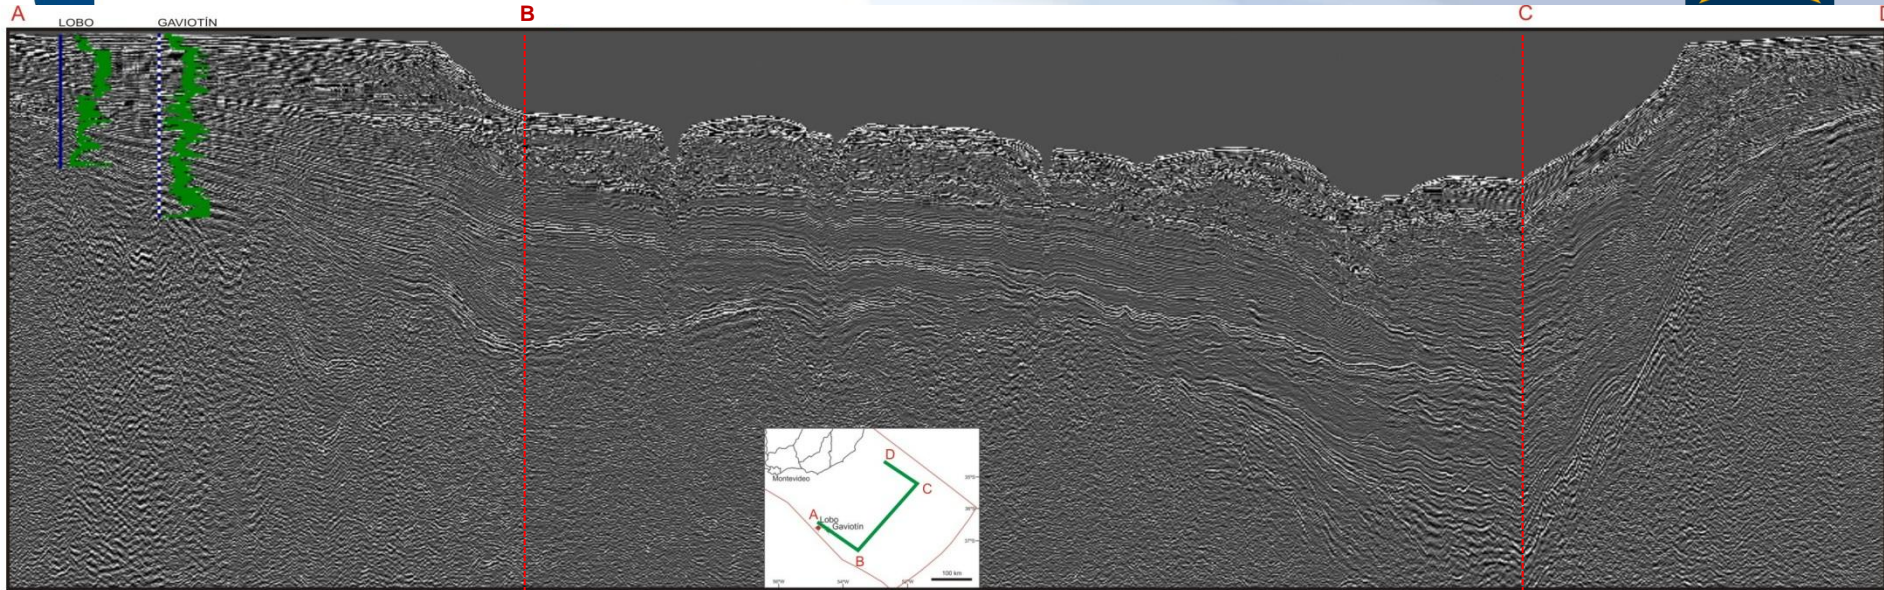 A B C D
LOBO GAVIOTÍN
Montevideo
D
C
A Lobo
Gaviotín
B
100 km